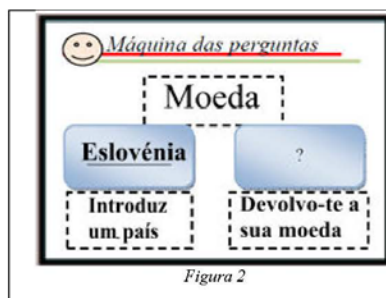 Máquina das perguntas
Moeda
Eslovénia
?
Introduz
um país
Devolvo-te a
sua moeda
Figura 2